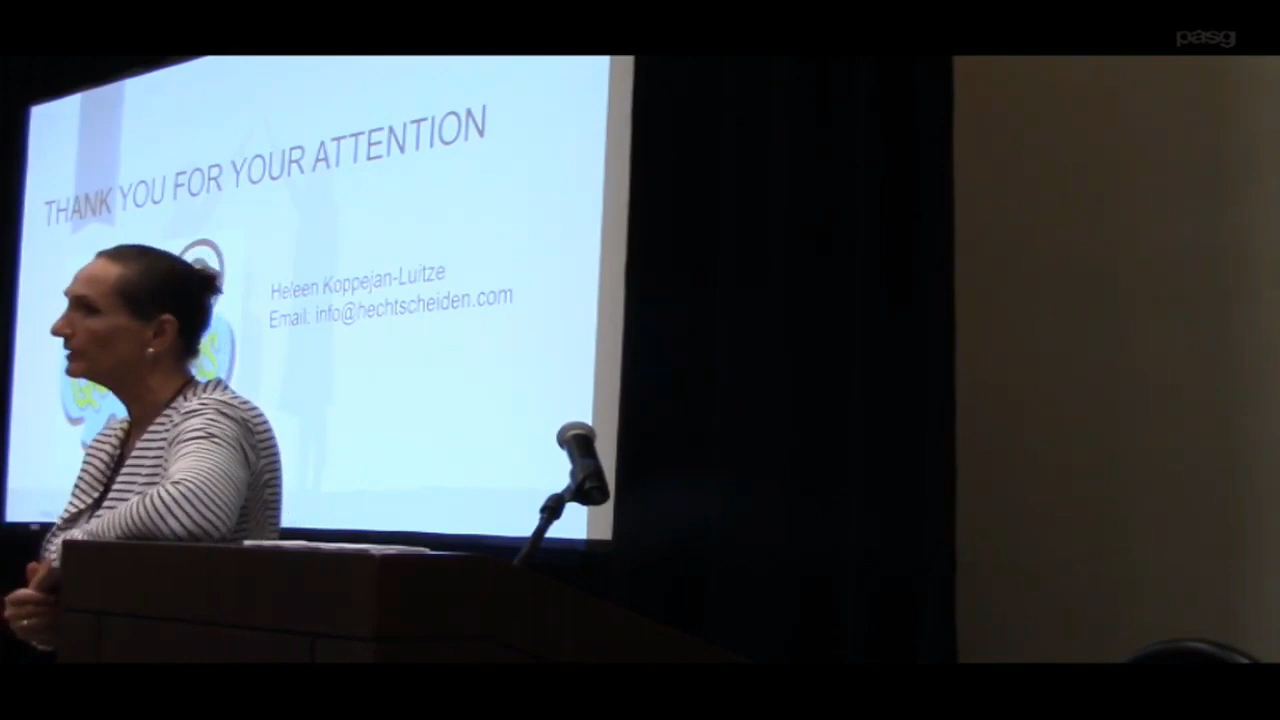 pasg
THANK YOU FOR YOUR ATTENTION
Heleen Koppejan-Luitze
Email: info@hechtscheiden.com